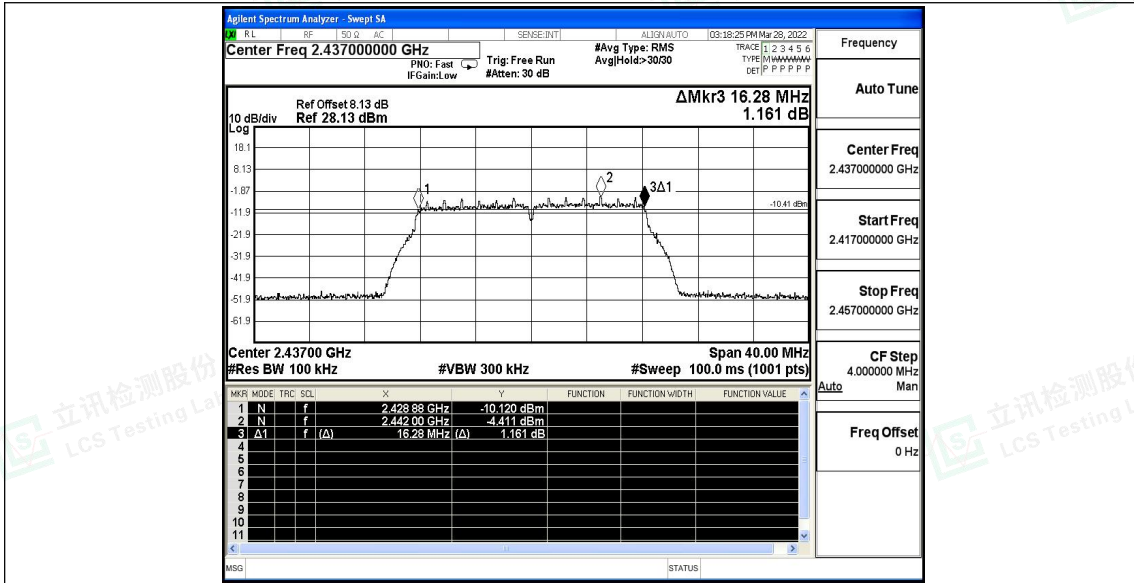 Agilent Spectrum Analyzer - Swept SA
RL RF 50 Ω AC SENSE:INT ALIGN AUTO 03:18:25 PM Mar 28, 2022
Center Freq 2.437000000 GHz
PNO: Fast
IFGain:Low
Trig: Free Run
#Atten: 30 dB
#Avg Type: RMS
Avg|Hold:>30/30
TRACE 1 2 3 4 5 6
TYPE M
DET P P P P P P
ΔMkr3 16.28 MHz
1.161 dB
Ref Offset 8.13 dB
10 dB/div Ref 28.13 dBm
Log
18.1
8.13
-1.87
-11.9
-21.9
-31.9
-41.9
-51.9
-61.9
1
2
3Δ1
-10.41 dBm
Center 2.43700 GHz Span 40.00 MHz
#Res BW 100 kHz #VBW 300 kHz #Sweep 100.0 ms (1001 pts)
MKR MODE TRC SCL X Y FUNCTION FUNCTION WIDTH FUNCTION VALUE
1 N f 2.428 88 GHz -10.120 dBm
2 N f 2.442 00 GHz -4.411 dBm
3 Δ1 f (Δ) 16.28 MHz (Δ) 1.161 dB
4
5
6
7
8
9
10
11
MSG STATUS
Frequency
Auto Tune
Center Freq
2.437000000 GHz
Start Freq
2.417000000 GHz
Stop Freq
2.457000000 GHz
CF Step
4.000000 MHz
Auto Man
Freq Offset
0 Hz
立讯检测股份
LCS Testing Lab
立讯检测股份
LCS Testing L